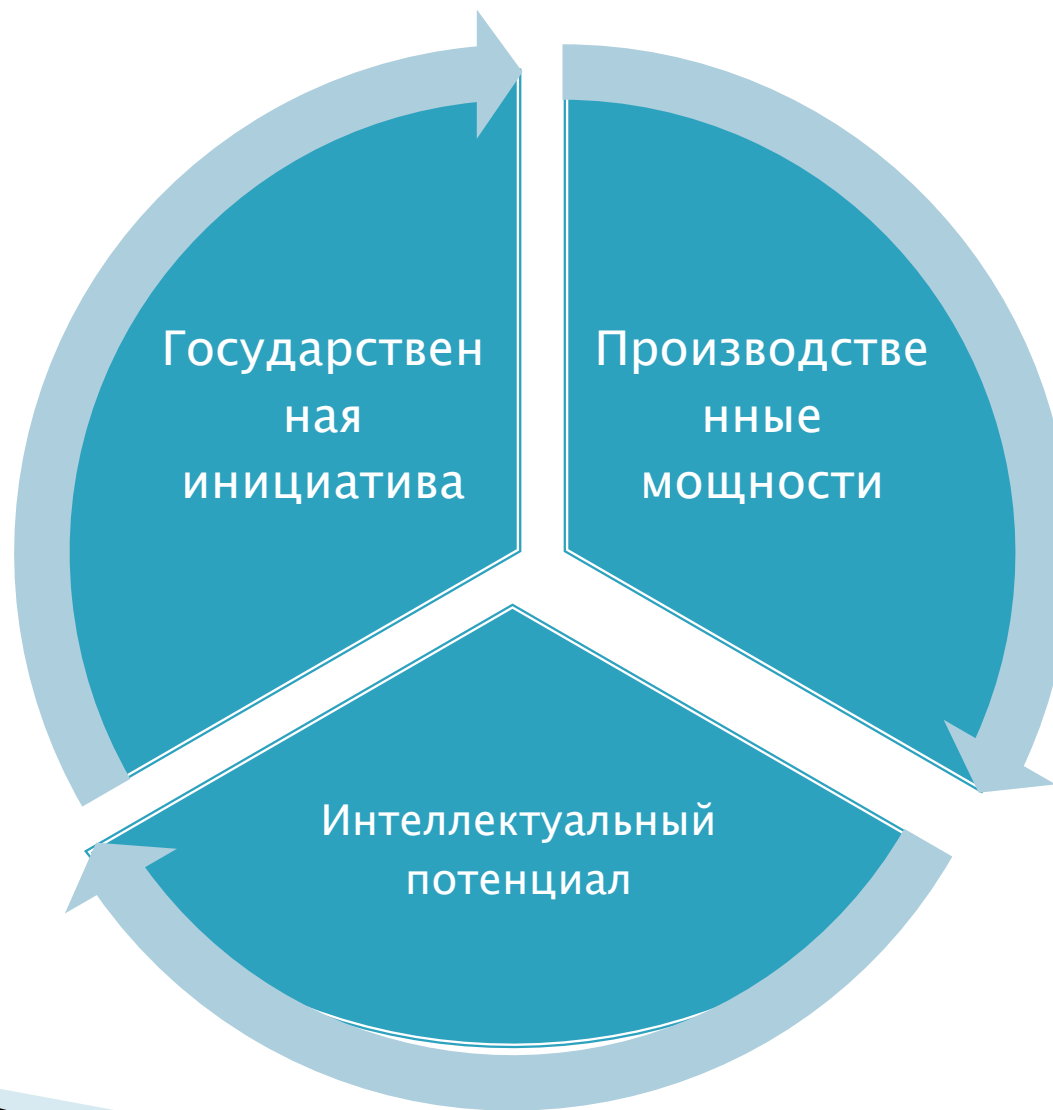 Государствен
ная
инициатива
Производстве
нные
мощности
Интеллектуальный
потенциал